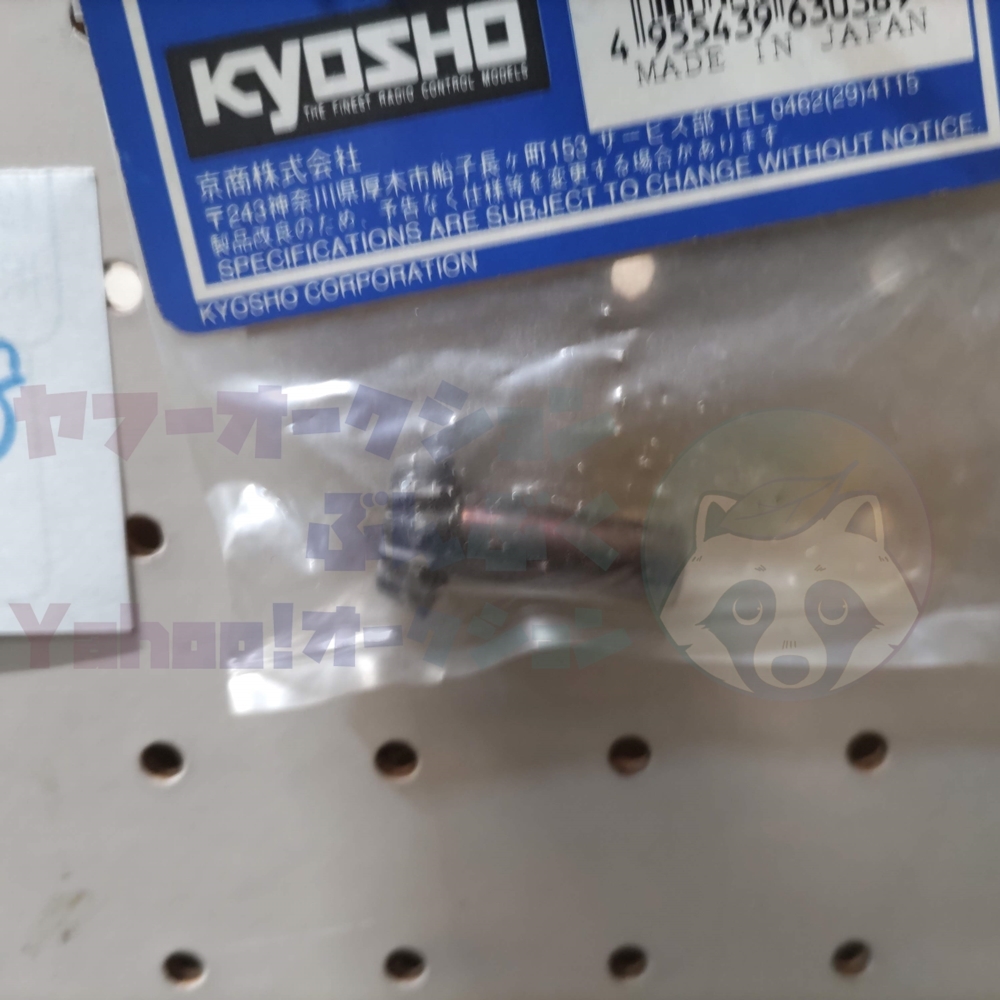 KYOSHO
THE FINEST RADIO CONTROL MODELS
4 955439 630389
MADE IN JAPAN
京商株式会社
〒243神奈川県厚木市船子長ヶ町153 サービス部 TEL 0462(29)4115
製品改良のため、予告なく仕様等を変更する場合があります
SPECIFICATIONS ARE SUBJECT TO CHANGE WITHOUT NOTICE.
KYOSHO CORPORATION
ヤフーオークション
Yahoo!オークション